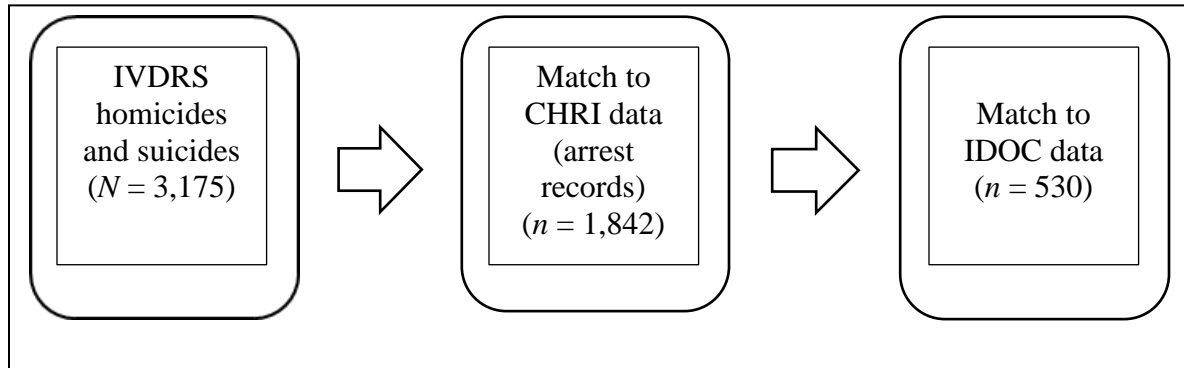 IVDRS
homicides
and suicides
(N = 3,175)
Match to
CHRI data
(arrest
records)
(n = 1,842)
Match to
IDOC data
(n = 530)